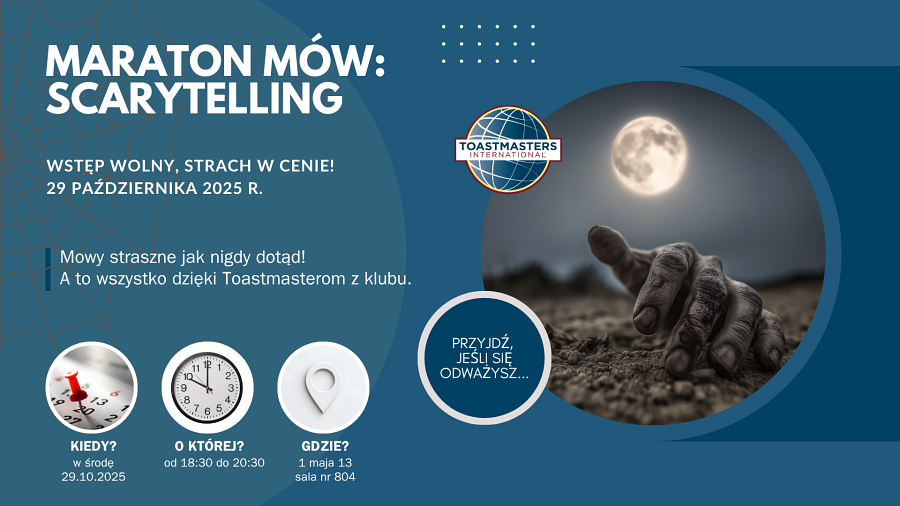 MARATON MÓW:
SCARYTELLING
WSTĘP WOLNY, STRACH W CENIE!
29 PAŹDZIERNIKA 2025 R.
Mowy straszne jak nigdy dotąd!
A to wszystko dzięki Toastmasterom z klubu.
TOASTMASTERS
INTERNATIONAL
PRZYJDŹ,
JEŚLI SIĘ
ODWAŻYSZ...
KIEDY?
w środę
29.10.2025
O KTÓREJ?
od 18:30 do 20:30
GDZIE?
1 maja 13
sala nr 804